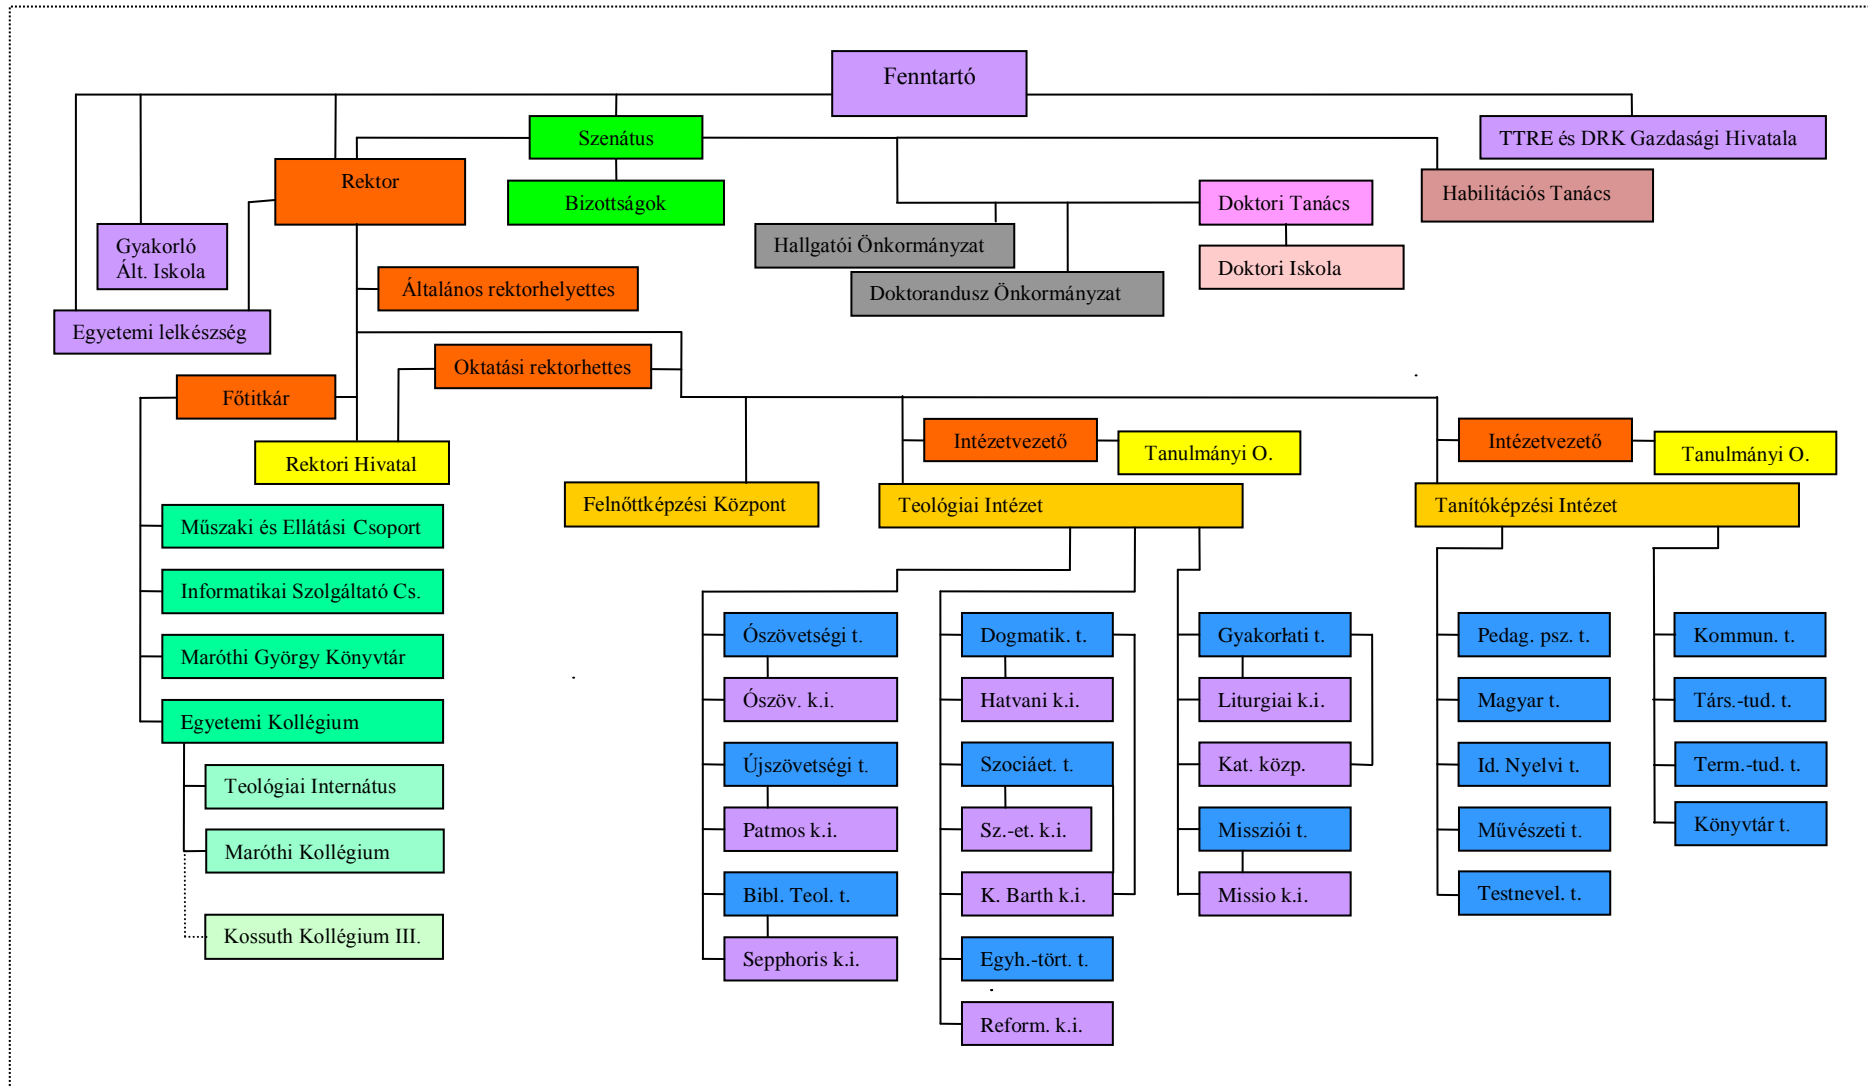 Fenntartó
Szenátus
TTRE és DRK Gazdasági Hivatala
Rektor
Bizottságok
Doktori Tanács
Habilitációs Tanács
Gyakorló
Ált. Iskola
Hallgatói Önkormányzat
Doktori Iskola
Általános rektorhelyettes
Doktorandusz Önkormányzat
Egyetemi lelkészség
Oktatási rektorhettes
Főtitkár
Rektori Hivatal
Intézetvezető
Tanulmányi O.
Intézetvezető
Tanulmányi O.
Felnőttképzési Központ
Teológiai Intézet
Tanítóképzési Intézet
Műszaki és Ellátási Csoport
Informatikai Szolgáltató Cs.
Maróthi György Könyvtár
Egyetemi Kollégium
Teológiai Internátus
Maróthi Kollégium
Kossuth Kollégium III.
Ószövetségi t.
Ószöv. k.i.
Újszövetségi t.
Patmos k.i.
Bibl. Teol. t.
Sepphoris k.i.
Dogmatik. t.
Hatvani k.i.
Szociáet. t.
Sz.-et. k.i.
K. Barth k.i.
Egyh.-tört. t.
Reform. k.i.
Gyakorlati t.
Liturgiai k.i.
Kat. közp.
Missziói t.
Missio k.i.
Pedag. psz. t.
Magyar t.
Id. Nyelvi t.
Művészeti t.
Testnevel. t.
Kommun. t.
Társ.-tud. t.
Term.-tud. t.
Könyvtár t.